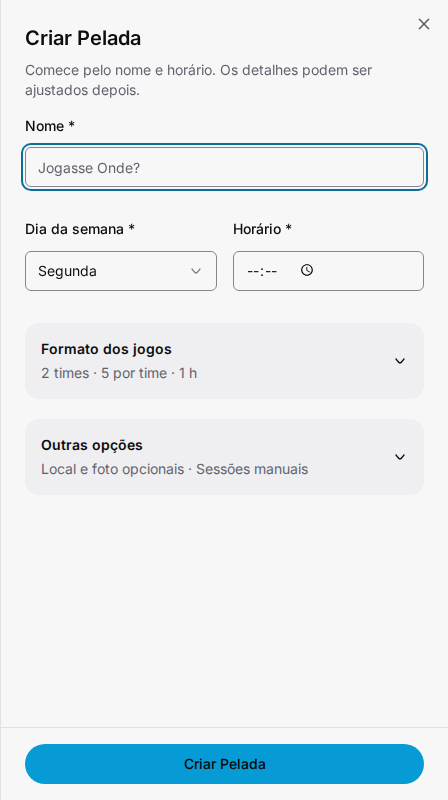 Criar Pelada
Comece pelo nome e horário. Os detalhes podem ser
ajustados depois.
Nome *
Jogasse Onde?
Dia da semana *
Horário *
Segunda
--:--
Formato dos jogos
2 times · 5 por time · 1 h
Outras opções
Local e foto opcionais · Sessões manuais
Criar Pelada